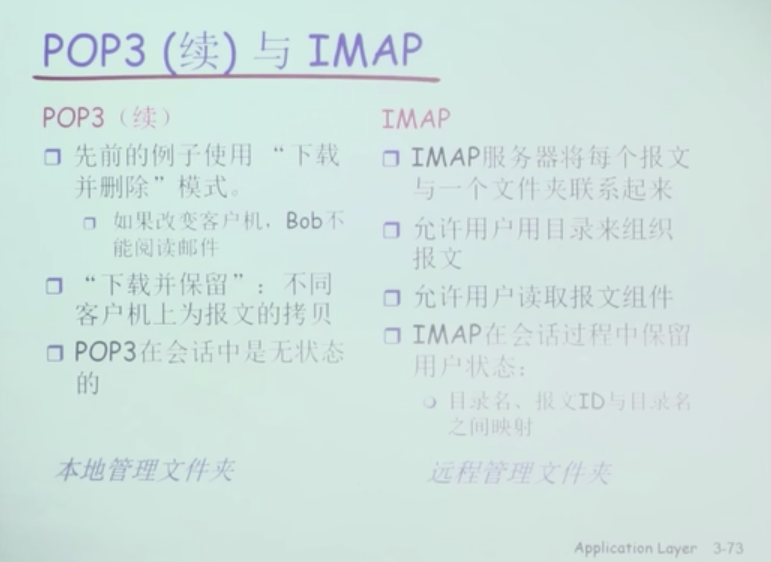 POP3 (续) 与 IMAP
POP3（续）
先前的例子使用 “下载
并删除”模式。
如果改变客户机，Bob不
能阅读邮件
“下载并保留”：不同
客户机上为报文的拷贝
POP3在会话中是无状态
的
本地管理文件夹
IMAP
IMAP服务器将每个报文
与一个文件夹联系起来
允许用户用目录来组织
报文
允许用户读取报文组件
IMAP在会话过程中保留
用户状态：
目录名、报文ID与目录名
之间映射
远程管理文件夹
Application Layer 3-73